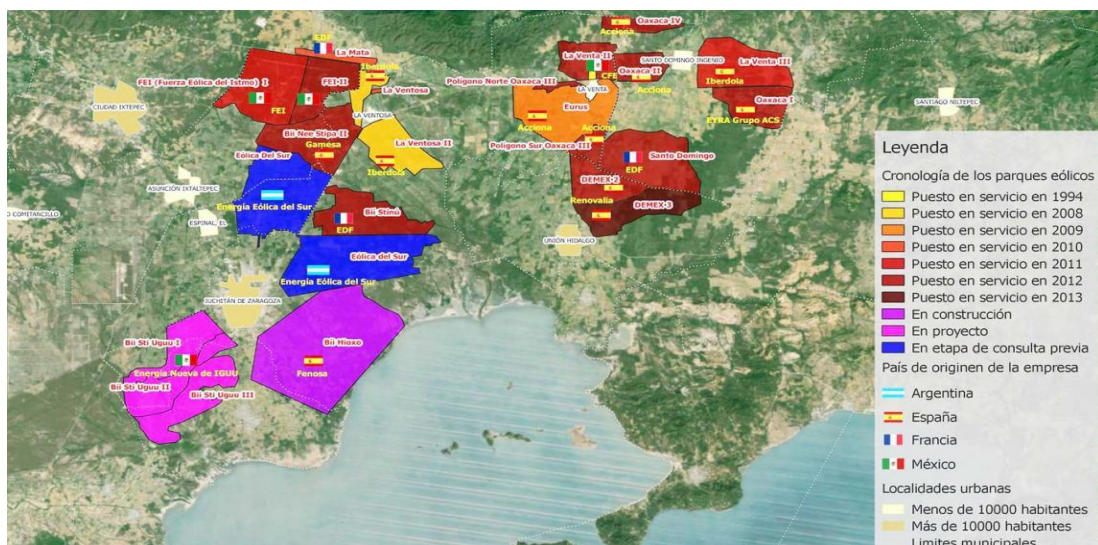 Oaxaca IV
Acciona
EDF
La Mata
Iberdola
La Venta II
CFE
SANTO DOMINGO INGENIO
La Venta III
FEI (Fuerza Eólica del Istmo) I
FEI II
La Ventosa
Polígono Norte Oaxaca III
Oaxaca II
Iberdola
CIUDAD IXTEPEC
FEI
LA VENTOSA
LA VENTA
Acciona
Oaxaca I
SANTIAGO NILTEPEC
Eurus
Bii Nee Stipa II
Gamesa
La Ventosa II
Acciona
Acciona
EYRA Grupo ACS
Polígono Sur Oaxaca III
Eólica Del Sur
Iberdola
Santo Domingo
EDF
ASUNCIÓN IXTALTEPEC
DEMEX 2
Energía Eólica del Sur
Renovalia
DEMEX 3
O COMITANCILLO
ESPINAL, EL
Bii Stinú
EDF
UNIÓN HIDALGO
Eólica del Sur
Energía Eólica del Sur
JUCHITÁN DE ZARAGOZA
Bii Sti Uguu I
Bii Hioxo
Energía Nueva de IGUU
Fenosa
Bii Sti Uguu II
Bii Sti Uguu III
Leyenda
Cronología de los parques eólicos
Puesto en servicio en 1994
Puesto en servicio en 2008
Puesto en servicio en 2009
Puesto en servicio en 2010
Puesto en servicio en 2011
Puesto en servicio en 2012
Puesto en servicio en 2013
En construcción
En proyecto
En etapa de consulta previa
País de originen de la empresa
Argentina
España
Francia
México
Localidades urbanas
Menos de 10000 habitantes
Más de 10000 habitantes
Limites municipales